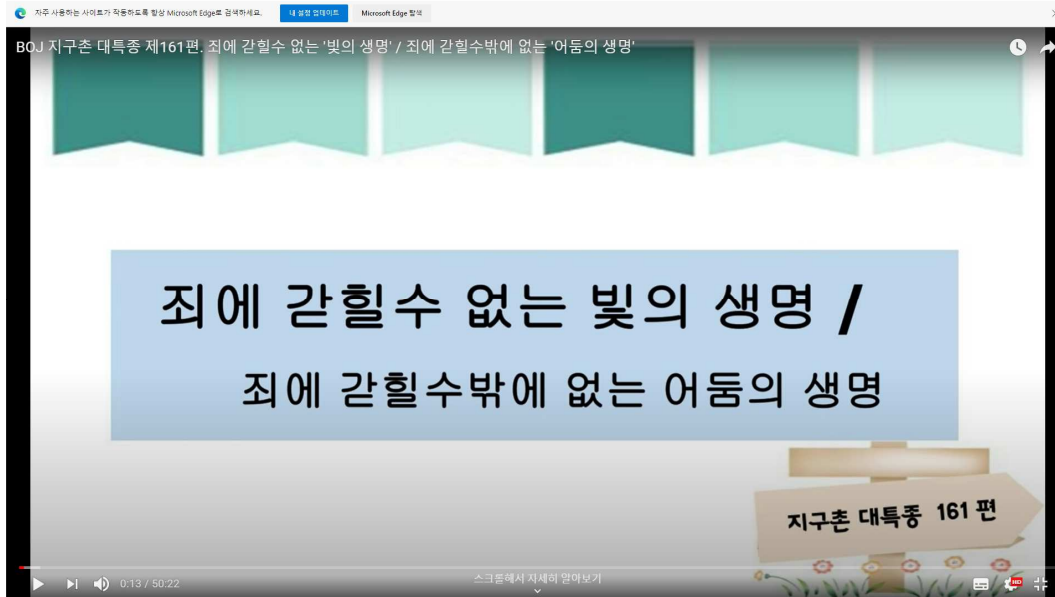 자주 사용하는 사이트가 작동하도록 항상 Microsoft Edge로 검색하세요. 내 설정 업데이트 Microsoft Edge 탐색
BOJ 지구촌 대특종 제161편. 죄에 갇힐수 없는 '빛의 생명' / 죄에 갇힐수밖에 없는 '어둠의 생명'
죄에 갇힐수 없는 빛의 생명 /
죄에 갇힐수밖에 없는 어둠의 생명
지구촌 대특종 161 편
0:13 / 50:22
스크롤해서 자세히 알아보기
HD